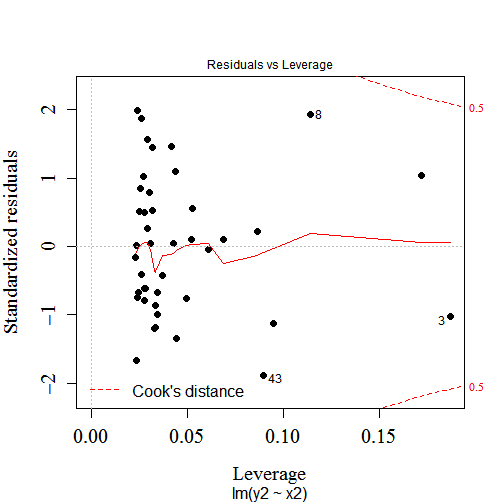 Residuals vs Leverage
Standardized residuals
2
1
0
−1
−2
0.5
0.5
8
3
43
Cook's distance
0.00
0.05
0.10
0.15
Leverage
lm(y2 ~ x2)